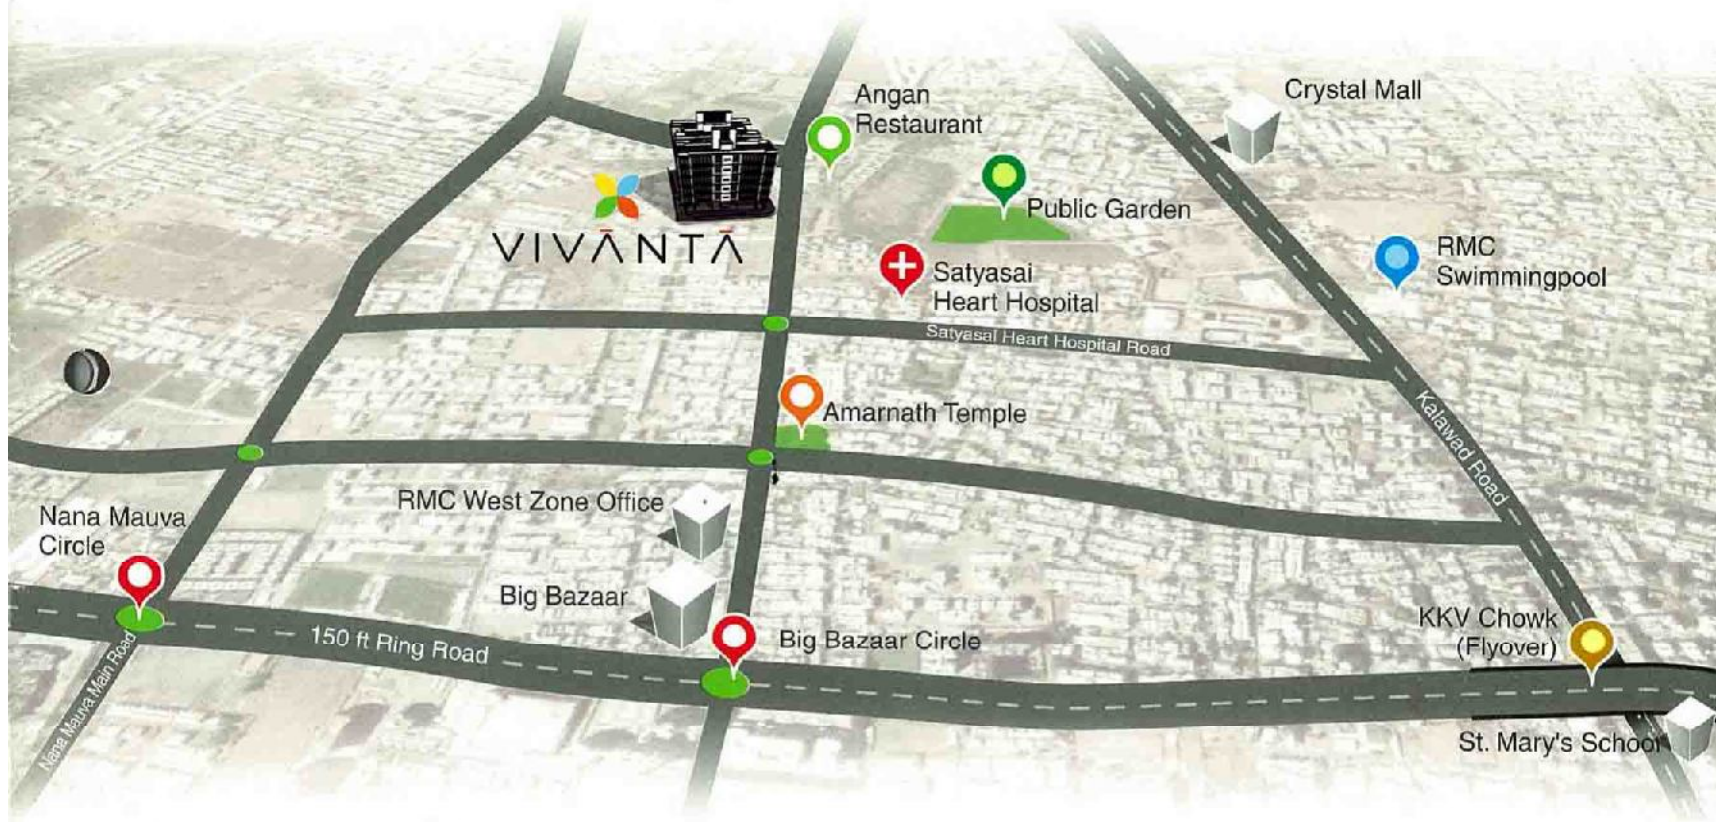 Crystal Mall
Angan
Restaurant
Public Garden
VIVĀNTĀ
RMC
Swimmingpool
Satyasai
Heart Hospital
Satyasai Heart Hospital Road
Amarnath Temple
Kalawad Road
RMC West Zone Office
Nana Mauva
Circle
Big Bazaar
KKV Chowk
(Flyover)
150 ft Ring Road
Big Bazaar Circle
Nana Mauva Main Road
St. Mary's School